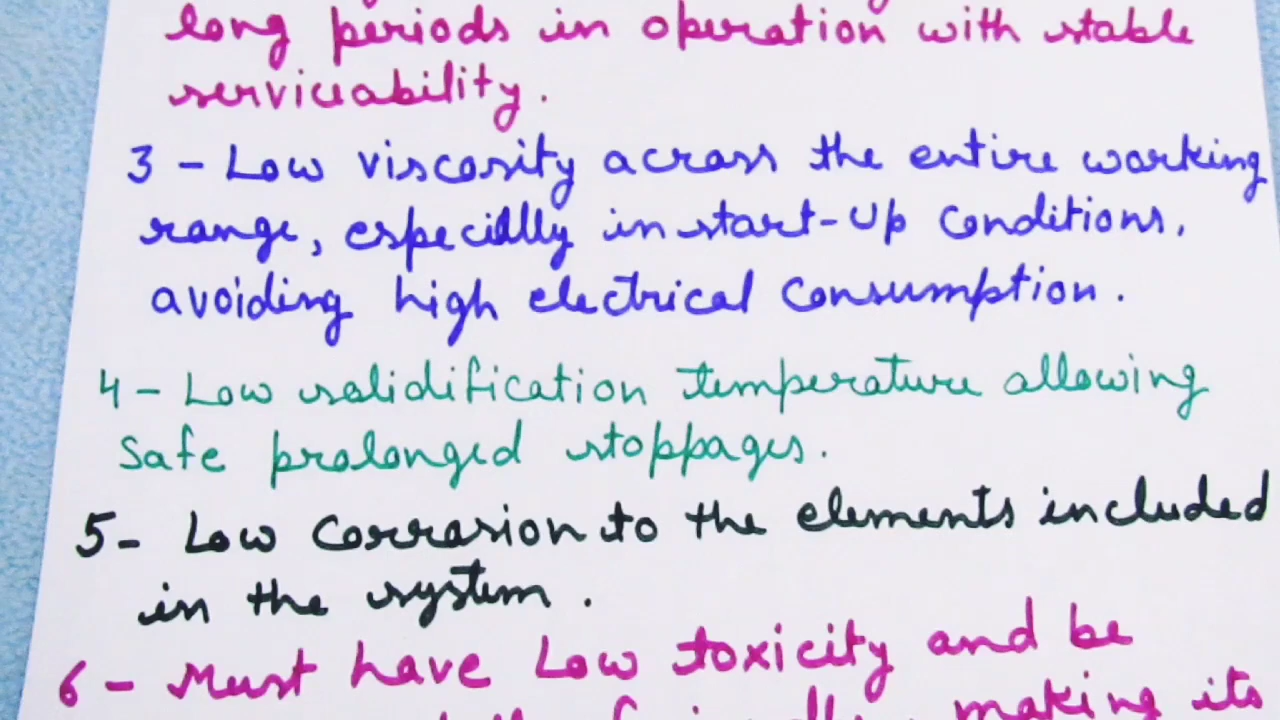 long periods in operation with stable
serviceability.
3 - Low viscosity across the entire working
range, especially in start-up conditions,
avoiding high electrical consumption.
4 - Low solidification temperature allowing
safe prolonged stoppages.
5- Low corrosion to the elements included
in the system.
6 - Must have Low toxicity and be
making its